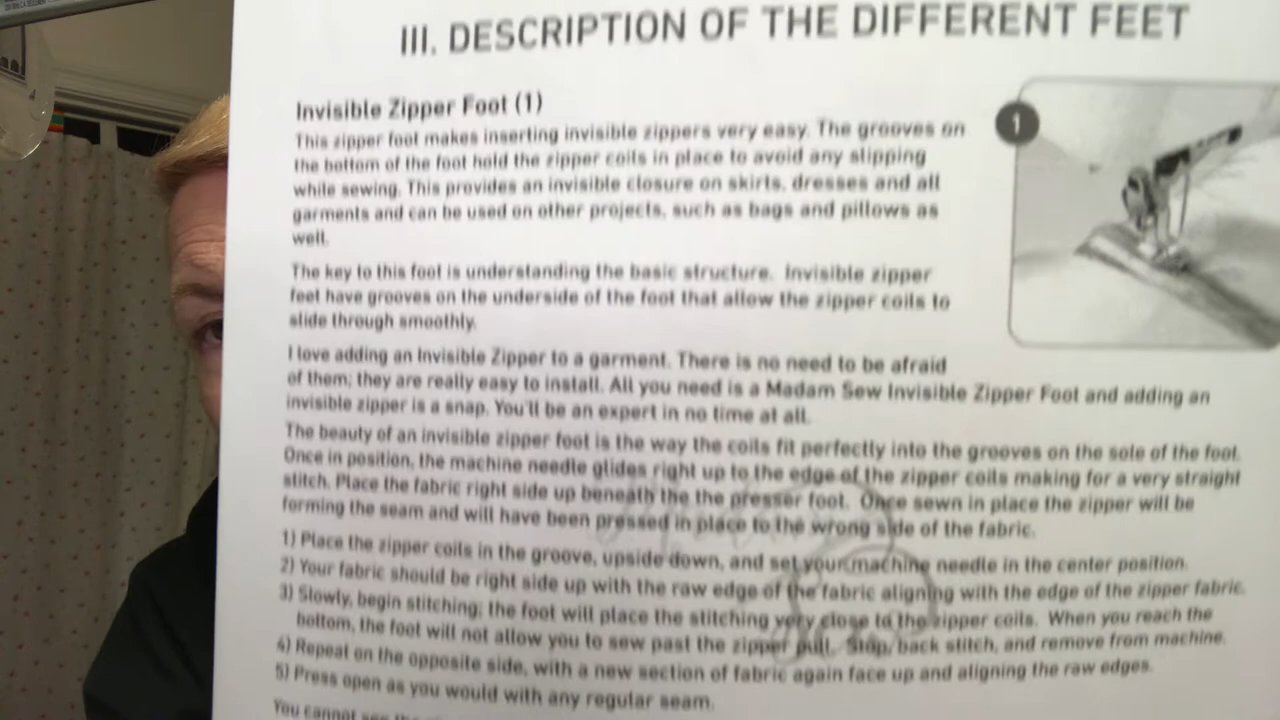 III. DESCRIPTION OF THE DIFFERENT FEET
Invisible Zipper Foot (1)
1
This zipper foot makes inserting invisible zippers very easy. The grooves on
the bottom of the foot hold the zipper coils in place to avoid any slipping
while sewing. This provides an invisible closure on skirts, dresses and all
garments and can be used on other projects, such as bags and pillows as
well.
The key to this foot is understanding the basic structure. Invisible zipper
feet have grooves on the underside of the foot that allow the zipper coils to
slide through smoothly.
I love adding an Invisible Zipper to a garment. There is no need to be afraid
of them; they are really easy to install. All you need is a Madam Sew Invisible Zipper Foot and adding an
invisible zipper is a snap. You'll be an expert in no time at all.
The beauty of an invisible zipper foot is the way the coils fit perfectly into the grooves on the sole of the foot.
Once in position, the machine needle glides right up to the edge of the zipper coils making for a very straight
stitch. Place the fabric right side up beneath the the presser foot. Once sewn in place the zipper will be
forming the seam and will have been pressed in place to the wrong side of the fabric.
1) Place the zipper coils in the groove, upside down, and set your machine needle in the center position.
2) Your fabric should be right side up with the raw edge of the fabric aligning with the edge of the zipper fabric.
3) Slowly, begin stitching; the foot will place the stitching very close to the zipper coils. When you reach the
bottom, the foot will not allow you to sew past the zipper pull. Stop, back stitch, and remove from machine.
4) Repeat on the opposite side, with a new section of fabric again face up and aligning the raw edges.
5) Press open as you would with any regular seam.
You cannot see the